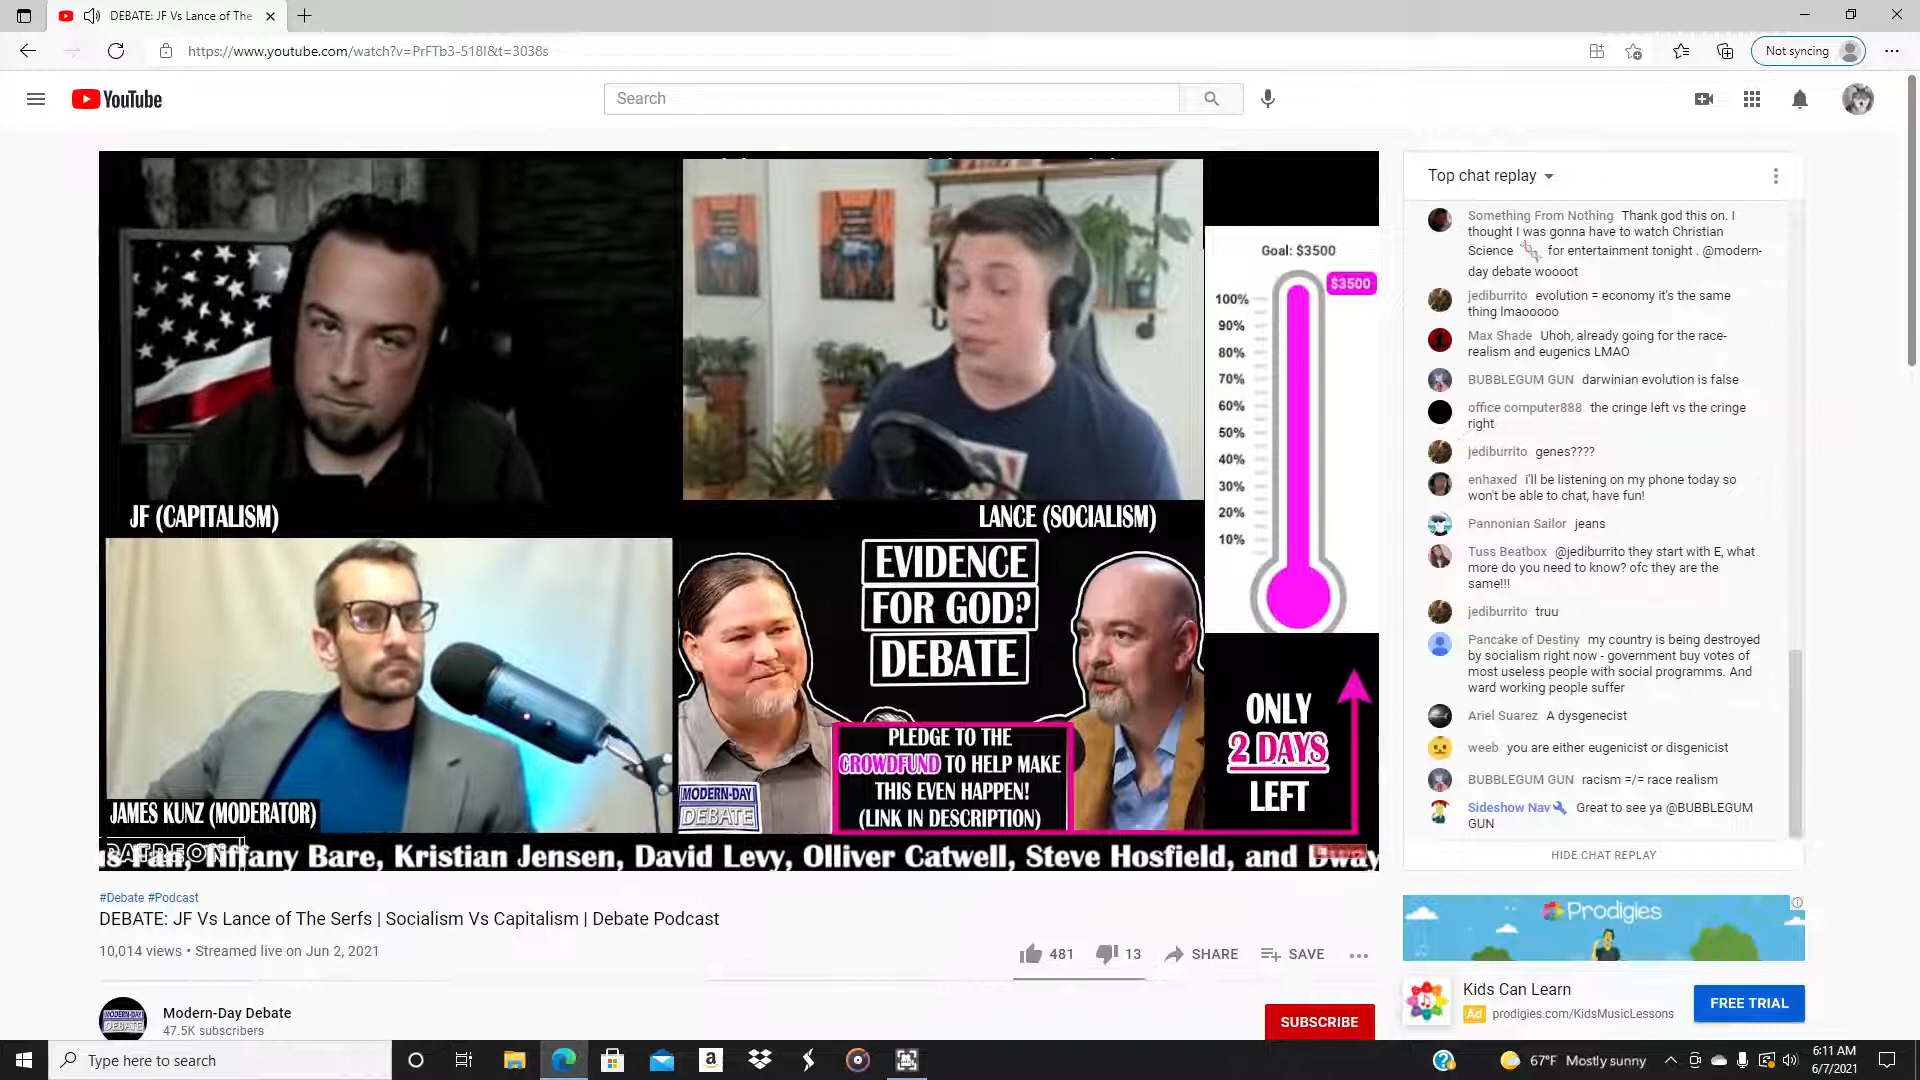 DEBATE: JF Vs Lance of The
https://www.youtube.com/watch?v=PrFTb3-518I&t=3038s
Not syncing
YouTube
Search
JF (CAPITALISM)
LANCE (SOCIALISM)
Goal: $3500
$3500
100%
90%
80%
70%
60%
50%
40%
30%
20%
10%
JAMES KUNZ (MODERATOR)
EVIDENCE
FOR GOD?
DEBATE
PLEDGE TO THE
CROWDFUND TO HELP MAKE
THIS EVEN HAPPEN!
(LINK IN DESCRIPTION)
MODERN-DAY
DEBATE
ONLY
2 DAYS
LEFT
PATREON
Tiffany Bare, Kristian Jensen, David Levy, Olliver Catwell, Steve Hosfield, and Dway
#Debate #Podcast
DEBATE: JF Vs Lance of The Serfs | Socialism Vs Capitalism | Debate Podcast
10,014 views • Streamed live on Jun 2, 2021
481
13
SHARE
SAVE
MODERN-DAY
DEBATE
Modern-Day Debate
47.5K subscribers
SUBSCRIBE
Top chat replay
Something From Nothing Thank god this on. I
thought I was gonna have to watch Christian
Science for entertainment tonight . @modern-
day debate woooot
jediburrito evolution = economy it's the same
thing lmaooooo
Max Shade Uhoh, already going for the race-
realism and eugenics LMAO
BUBBLEGUM GUN darwinian evolution is false
office computer888 the cringe left vs the cringe
right
jediburrito genes????
enhaxed i'll be listening on my phone today so
won't be able to chat, have fun!
Pannonian Sailor jeans
Tuss Beatbox @jediburrito they start with E, what
more do you need to know? ofc they are the
same!!!
jediburrito truu
Pancake of Destiny my country is being destroyed
by socialism right now - government buy votes of
most useless people with social programms. And
ward working people suffer
Ariel Suarez A dysgenecist
weeb you are either eugenicist or disgenicist
BUBBLEGUM GUN racism =/= race realism
Sideshow Nav Great to see ya @BUBBLEGUM
GUN
HIDE CHAT REPLAY
Prodigies
Kids Can Learn
Ad prodigies.com/KidsMusicLessons
FREE TRIAL
Type here to search
67°F Mostly sunny
6:11 AM
6/7/2021